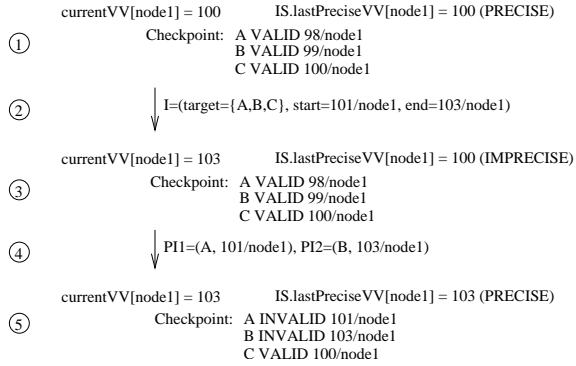 currentVV[node1] = 100 IS.lastPreciseVV[node1] = 100 (PRECISE)
1 Checkpoint: A VALID 98/node1
B VALID 99/node1
C VALID 100/node1
2 I=(target={A,B,C}, start=101/node1, end=103/node1)
currentVV[node1] = 103 IS.lastPreciseVV[node1] = 100 (IMPRECISE)
3 Checkpoint: A VALID 98/node1
B VALID 99/node1
C VALID 100/node1
4 PI1=(A, 101/node1), PI2=(B, 103/node1)
currentVV[node1] = 103 IS.lastPreciseVV[node1] = 103 (PRECISE)
5 Checkpoint: A INVALID 101/node1
B INVALID 103/node1
C VALID 100/node1